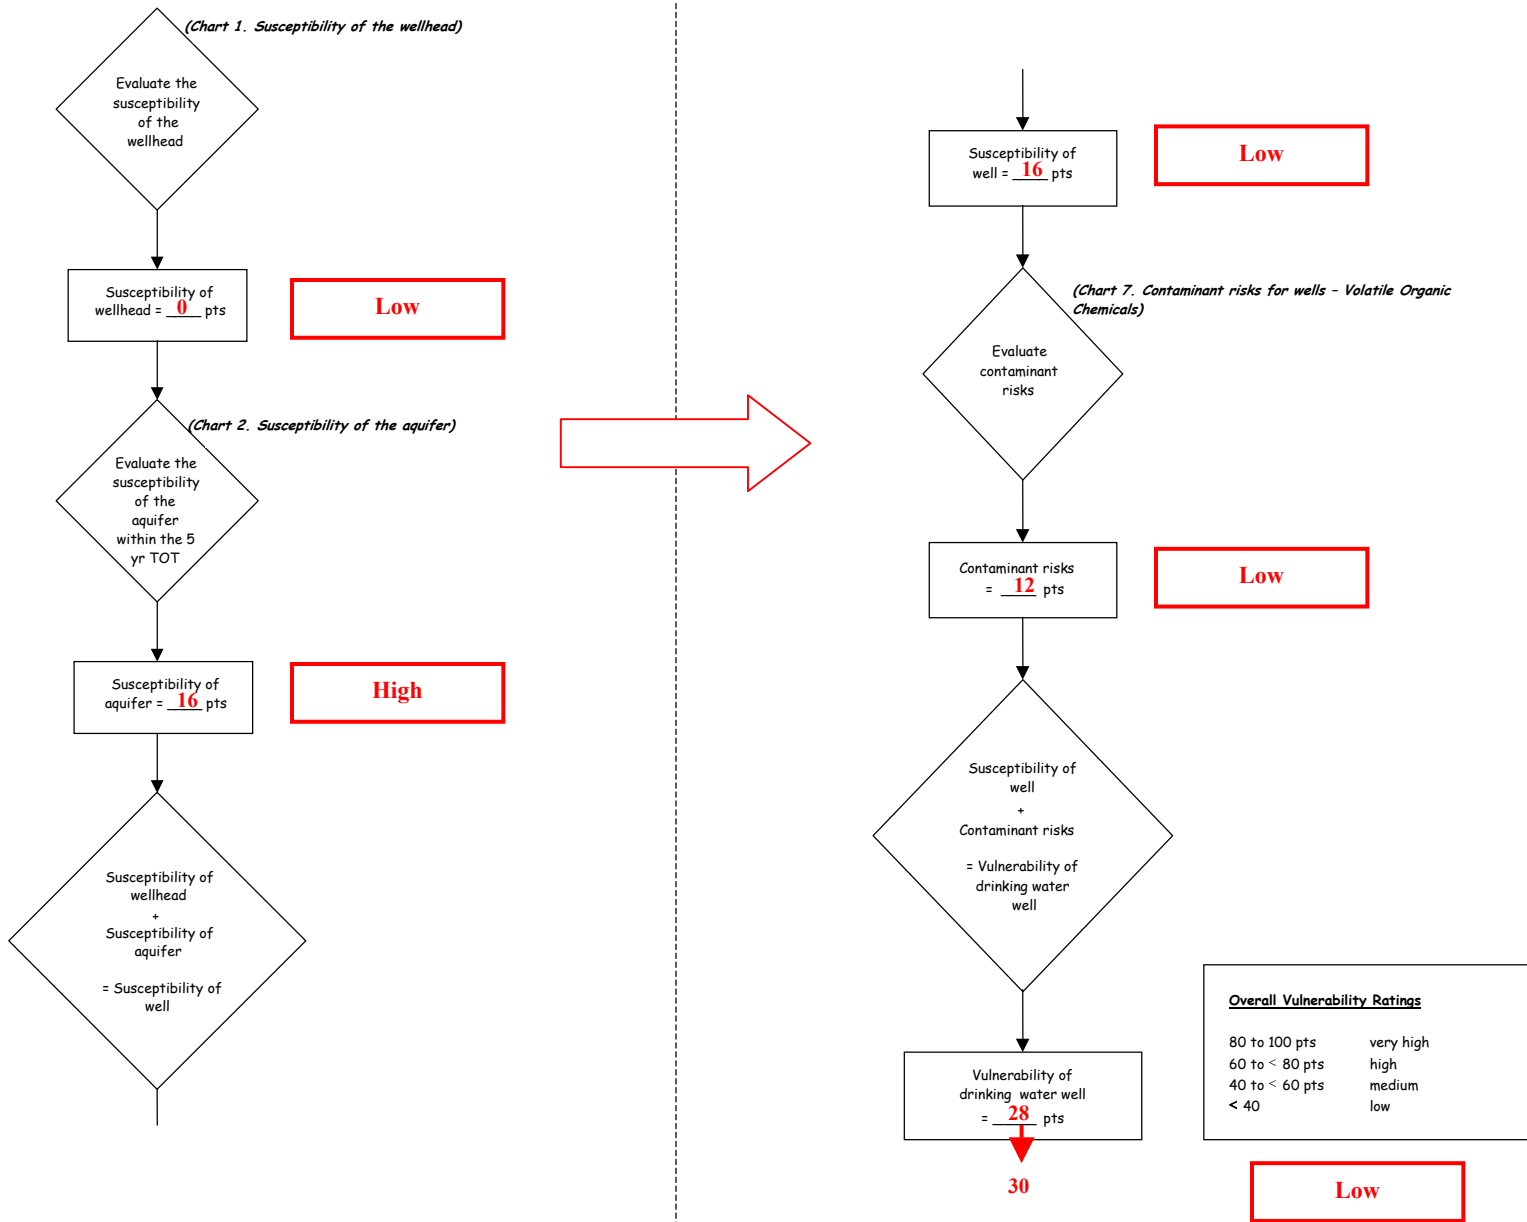 (Chart 1. Susceptibility of the wellhead)
Evaluate the
susceptibility
of the
wellhead
Susceptibility of
wellhead = 0 pts
Low
(Chart 2. Susceptibility of the aquifer)
Evaluate the
susceptibility
of the
aquifer
within the 5
yr TOT
Susceptibility of
aquifer = 16 pts
High
Susceptibility of
wellhead
+
Susceptibility of
aquifer
= Susceptibility of
well
Susceptibility of
well = 16 pts
Low
(Chart 7. Contaminant risks for wells – Volatile Organic
Chemicals)
Evaluate
contaminant
risks
Contaminant risks
= 12 pts
Low
Susceptibility of
well
+
Contaminant risks
= Vulnerability of
drinking water
well
Vulnerability of
drinking water well
= 28 pts
30
Overall Vulnerability Ratings
80 to 100 pts very high
60 to < 80 pts high
40 to < 60 pts medium
< 40 low
Low